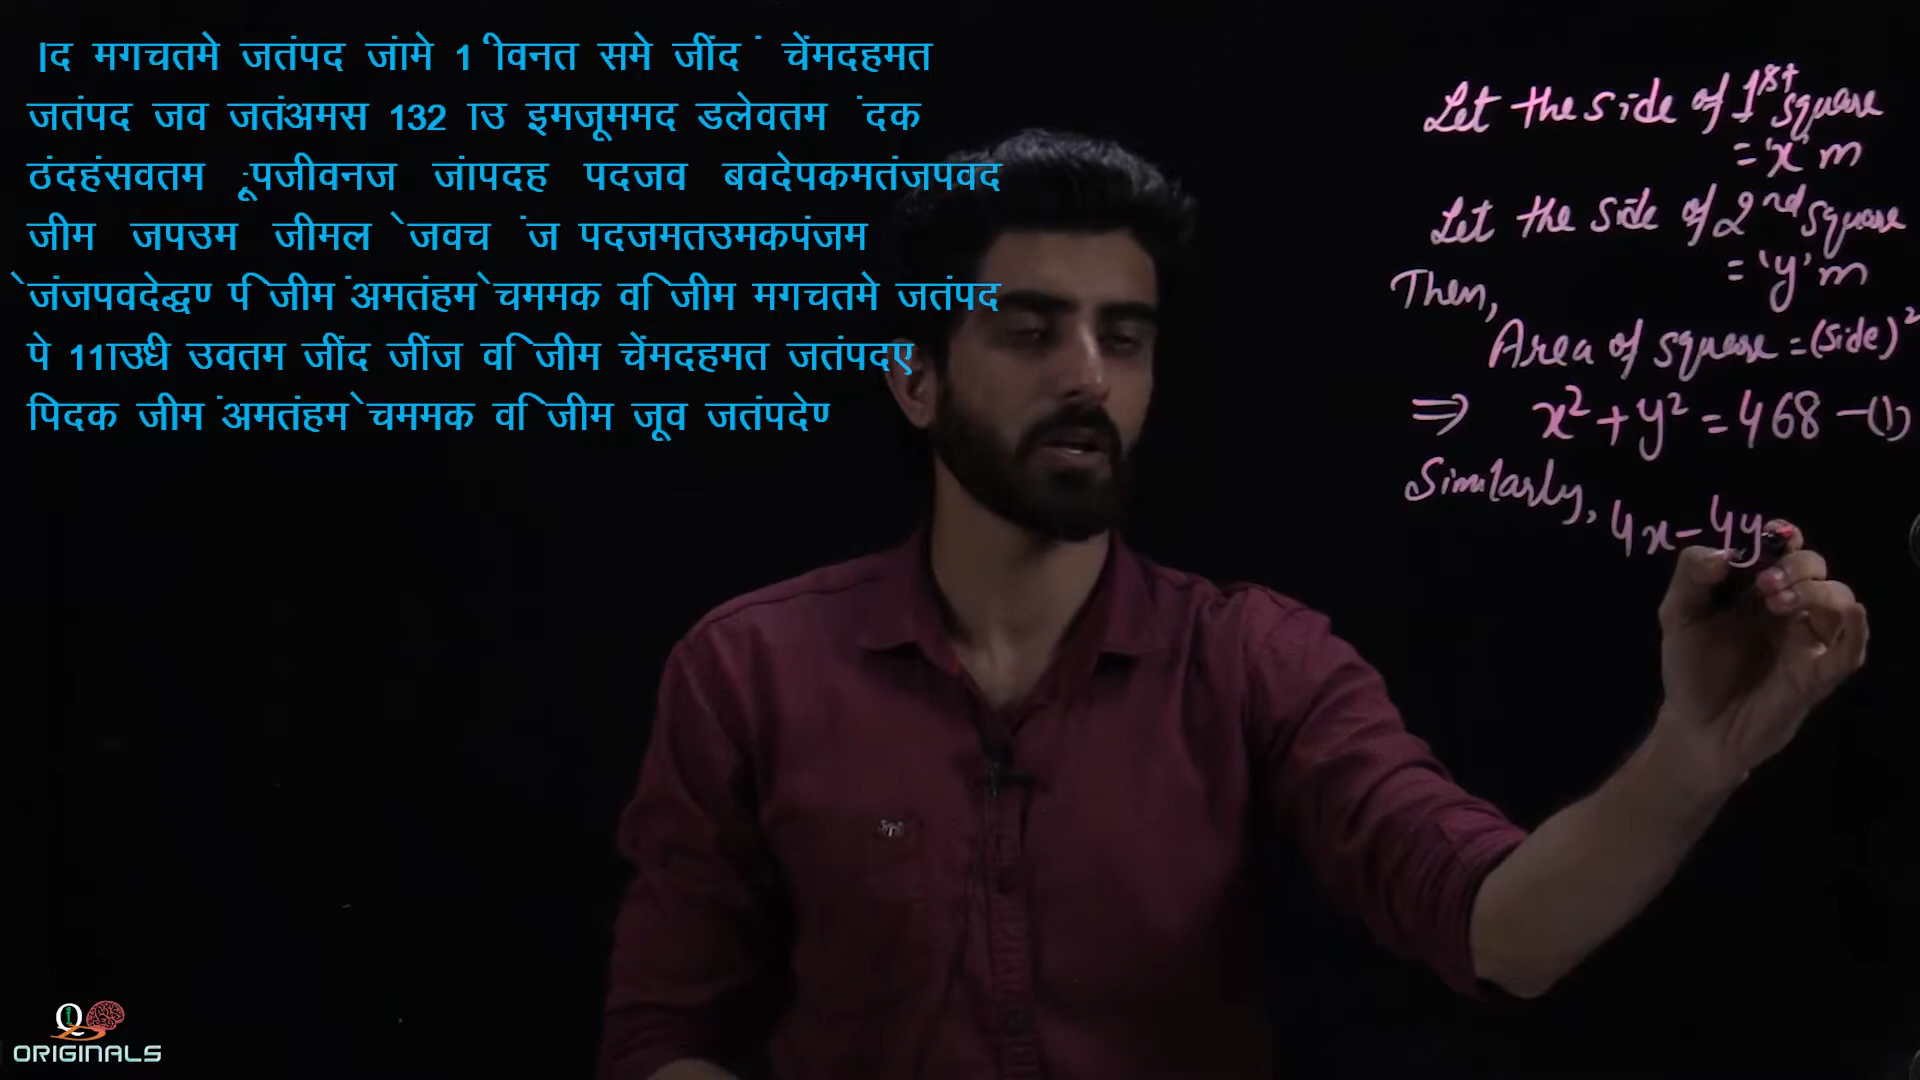 ।द मगचतमे जतंपद जांमे 1 ीवनत समे जींद ं चेंमदहमत
जतंपद जव जतंअमस 132 ाउ इमजूममद डलेवतम ंदक
ठंदहंसवतम ूपजीवनज जांपदह पदजव बवदेपकमतंजपवद
जीम जपउम जीमल ेजवच ंज पदजमतउमकपंजम
ेजंजपवदेद्धण प िजीम ंअमतंहम ेचममक व िजीम मगचतमे जतंपद
पे 11ाउधी उवतम जींद जींज व िजीम चेंमदहमत जतंपदए
पिदक जीम ंअमतंहम ेचममक व िजीम जूव जतंपदेण
Let the side of 1st square
= 'x' m
Let the side of 2nd square
= 'y' m
Then,
Area of square = (side)²
⇒ x² + y² = 468 -(1)
Similarly, 4x - 4y
ORIGINALS